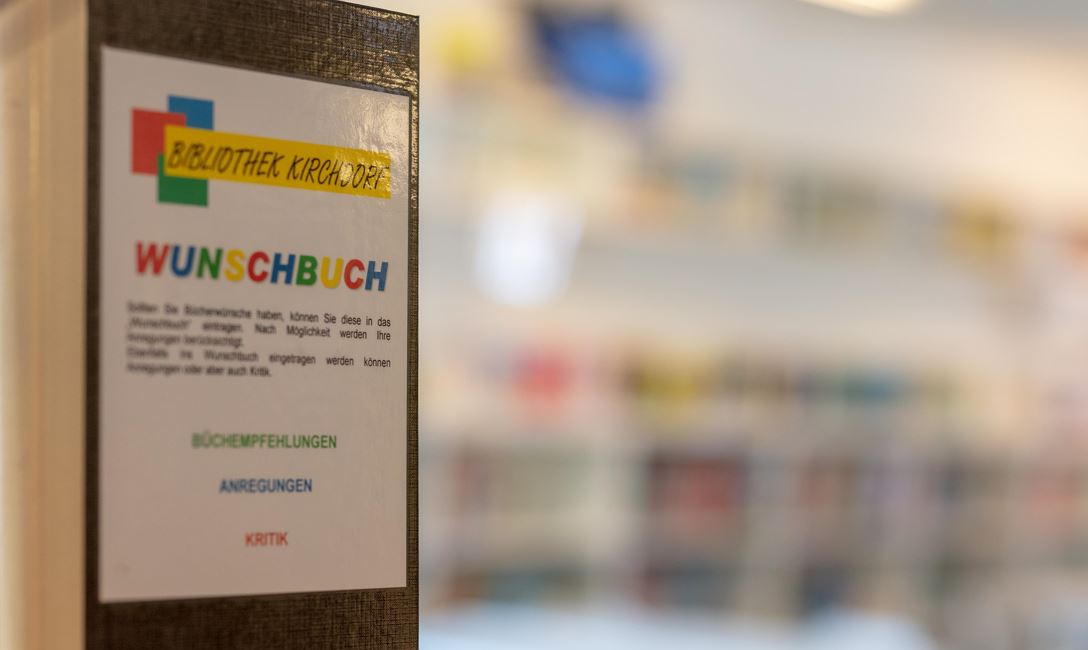 BIBLIOTHEK KIRCHDORF
WUNSCHBUCH
Sollten Sie Bücherwünsche haben, können Sie diese in das
„Wunschbuch“ eintragen. Nach Möglichkeit werden Ihre
Anregungen berücksichtigt.
Ebenfalls ins Wunschbuch eingetragen werden können
Anregungen oder aber auch Kritik.
BÜCHEMPFEHLUNGEN
ANREGUNGEN
KRITIK